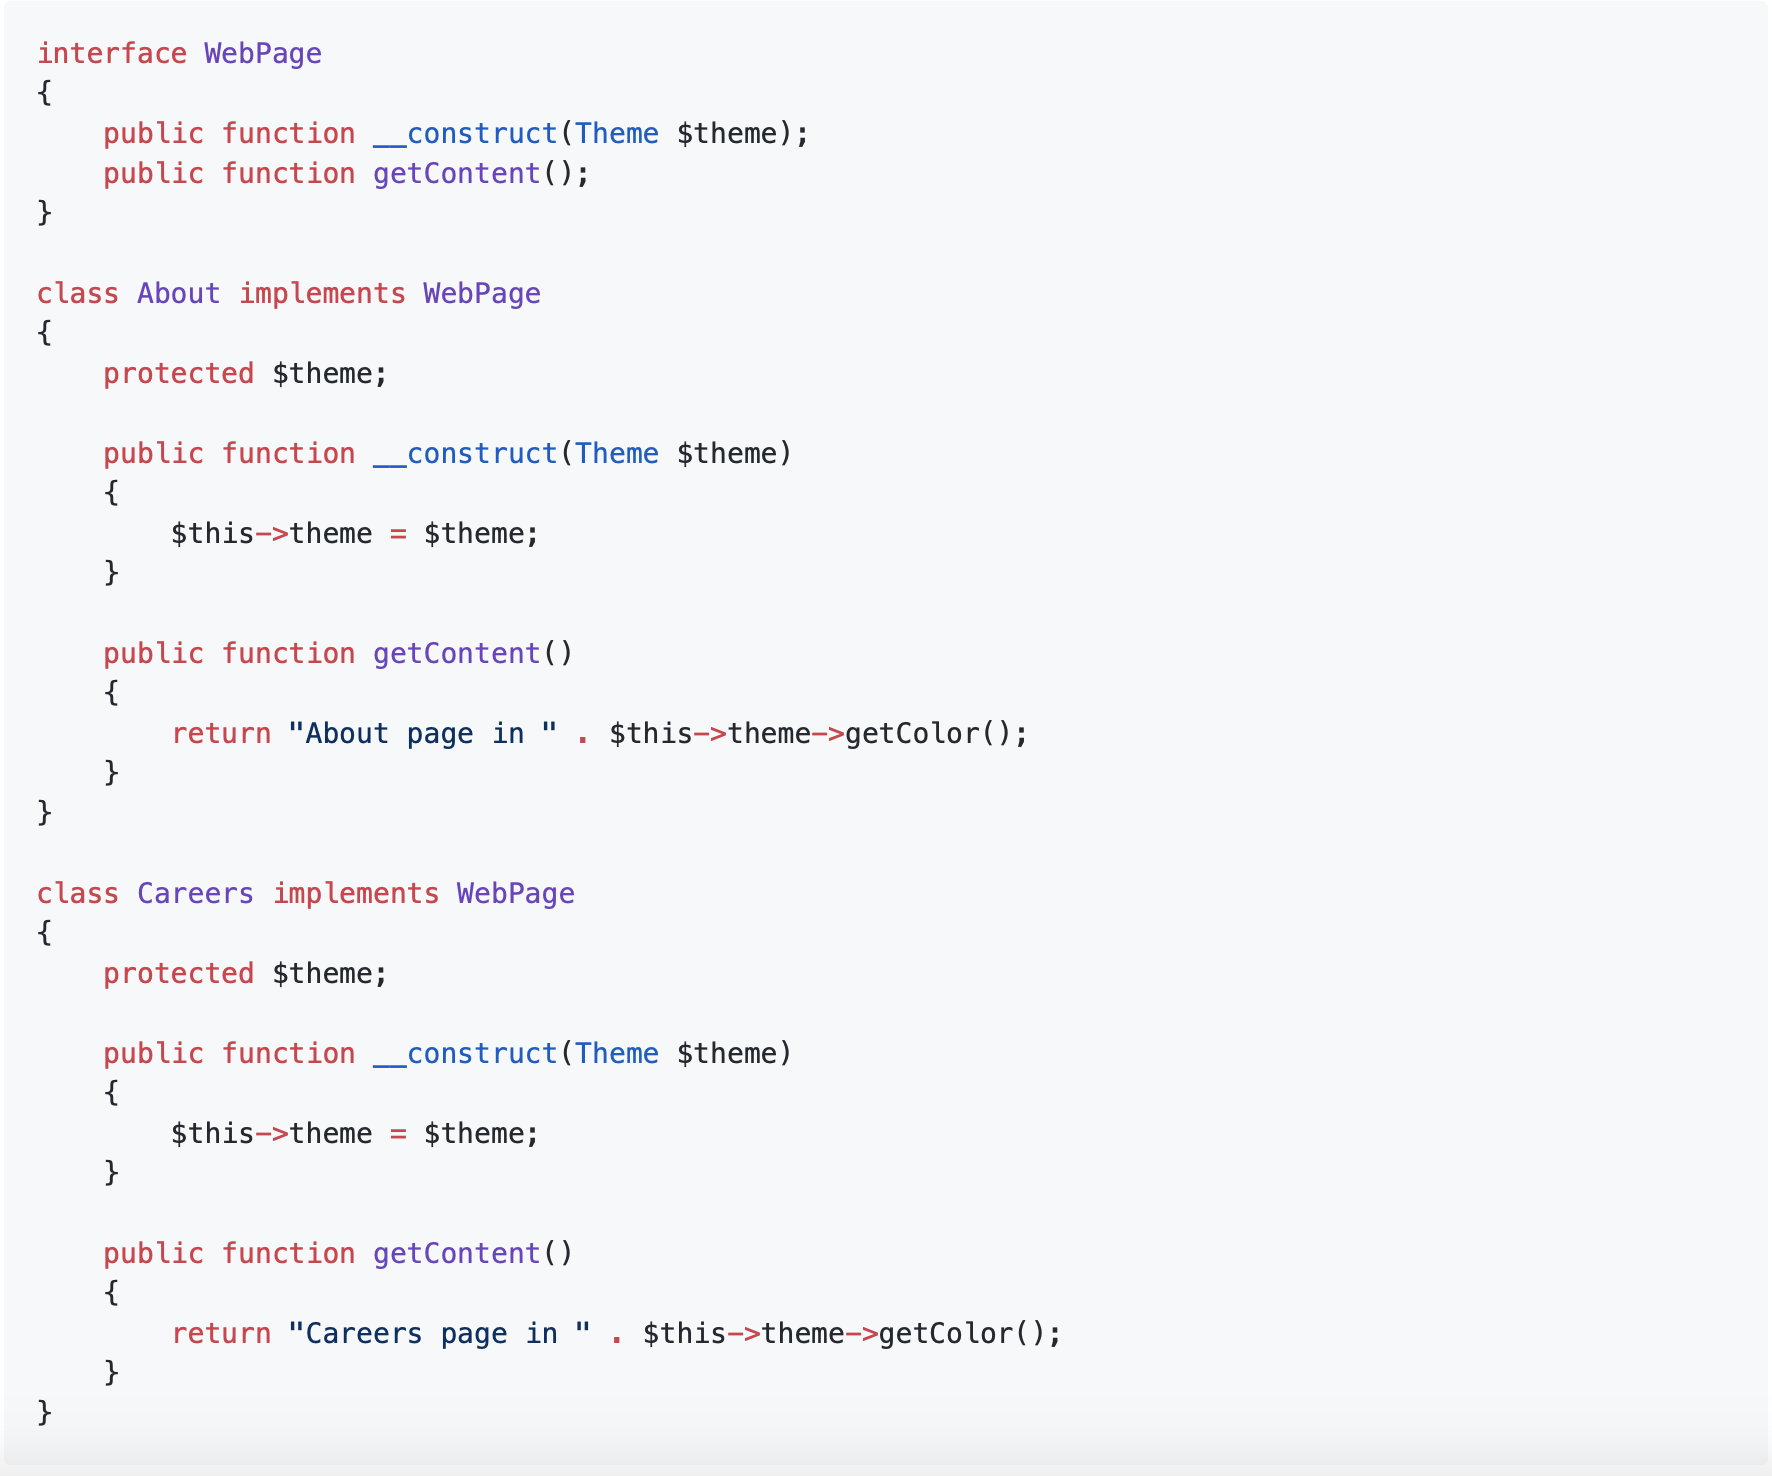 interface WebPage
{
    public function __construct(Theme $theme);
    public function getContent();
}

class About implements WebPage
{
    protected $theme;

    public function __construct(Theme $theme)
    {
        $this->theme = $theme;
    }

    public function getContent()
    {
        return "About page in " . $this->theme->getColor();
    }
}

class Careers implements WebPage
{
    protected $theme;

    public function __construct(Theme $theme)
    {
        $this->theme = $theme;
    }

    public function getContent()
    {
        return "Careers page in " . $this->theme->getColor();
    }
}